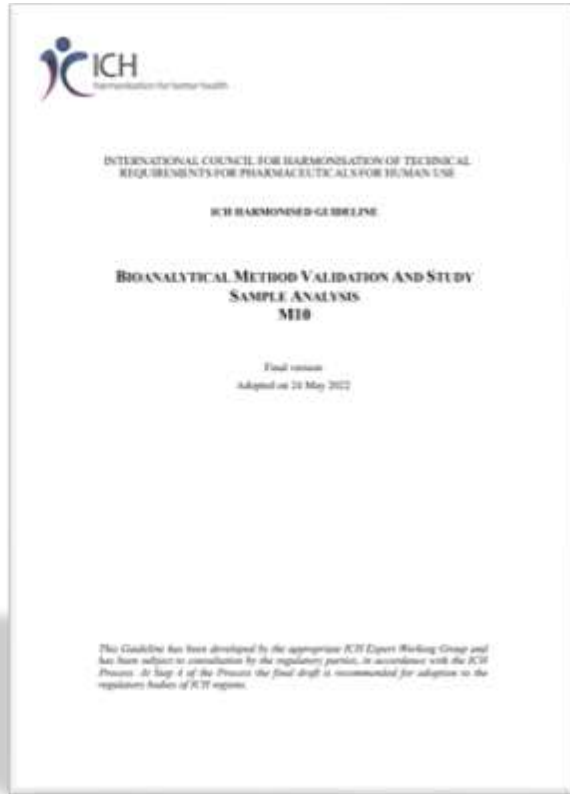 ICH
harmonisation for better health
INTERNATIONAL COUNCIL FOR HARMONISATION OF TECHNICAL
REQUIREMENTS FOR PHARMACEUTICALS FOR HUMAN USE
ICH HARMONISED GUIDELINE
BIOANALYTICAL METHOD VALIDATION AND STUDY
SAMPLE ANALYSIS
M10
Final version
Adopted on 24 May 2022
This Guideline has been developed by the appropriate ICH Expert Working Group and
has been subject to consultation by the regulatory parties, in accordance with the ICH
Process. At Step 4 of the Process the final draft is recommended for adoption to the
regulatory bodies of ICH regions.